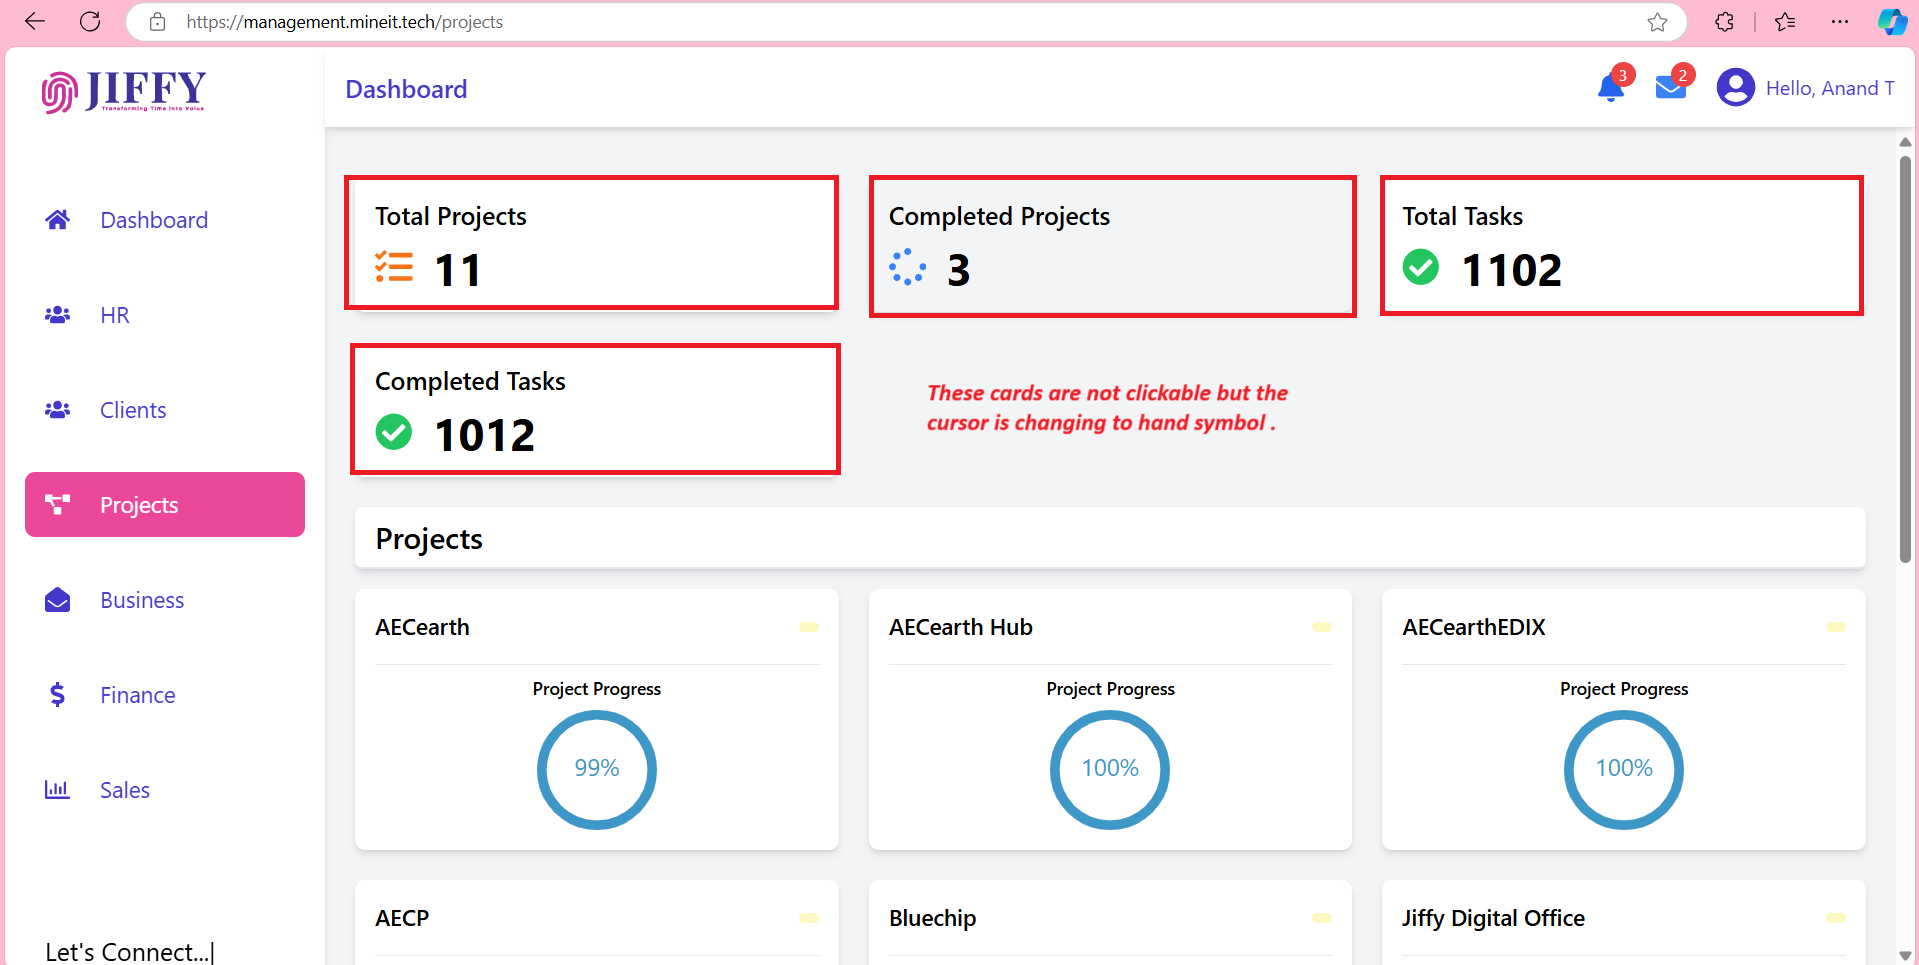 https://management.mineit.tech/projects
JIFFY
Transforming Time Into Value
Dashboard
3
2
Hello, Anand T
Dashboard
HR
Clients
Projects
Business
Finance
Sales
Let's Connect...|
Total Projects
11
Completed Projects
3
Total Tasks
1102
Completed Tasks
1012
These cards are not clickable but the
cursor is changing to hand symbol .
Projects
AECearth
Project Progress
99%
AECearth Hub
Project Progress
100%
AECearthEDIX
Project Progress
100%
AECP
Bluechip
Jiffy Digital Office